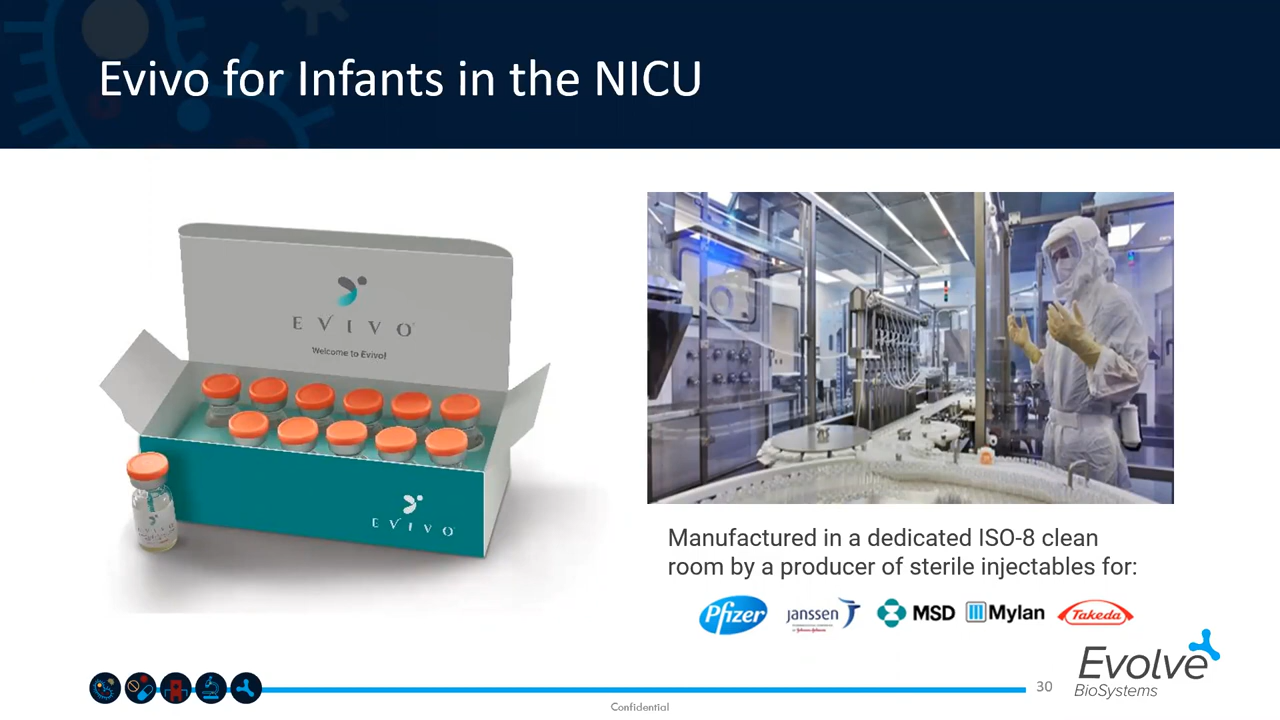 Evivo for Infants in the NICU
EVIVO
Welcome to Evivo!
EVIVO
EVIVO
Manufactured in a dedicated ISO-8 clean
room by a producer of sterile injectables for:
Pfizer
janssen
MSD
Mylan
Takeda
Evolve
BioSystems
30
Confidential